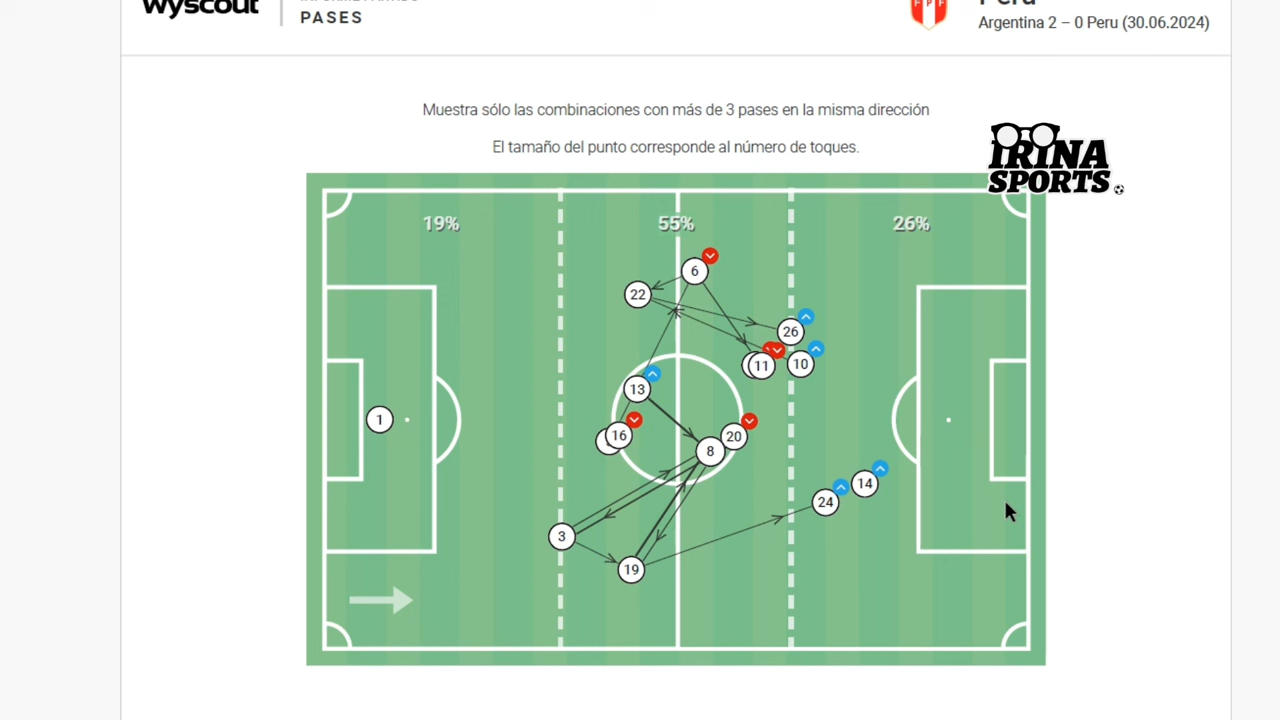 wyscout
PASES
Peru
Argentina 2 – 0 Peru (30.06.2024)
Muestra sólo las combinaciones con más de 3 pases en la misma dirección
El tamaño del punto corresponde al número de toques.
IRINA
SPORTS.
19% 55% 26%
6
22
26
11 10
13
1
16 20
8
14
24
3
19